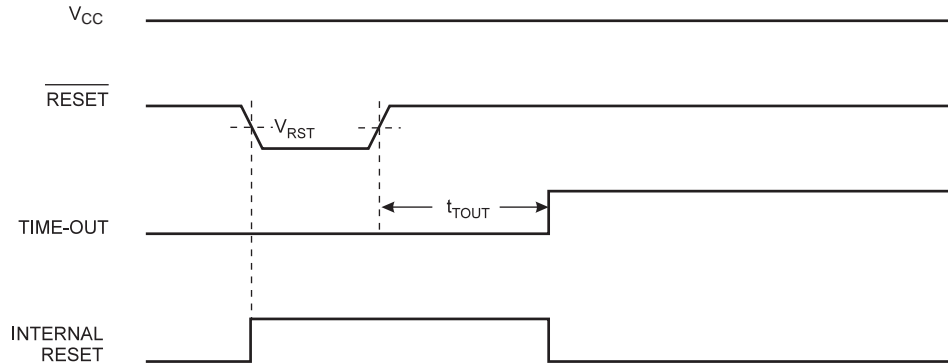 VCC
RESET
VRST
tTOUT
TIME-OUT
INTERNAL
RESET